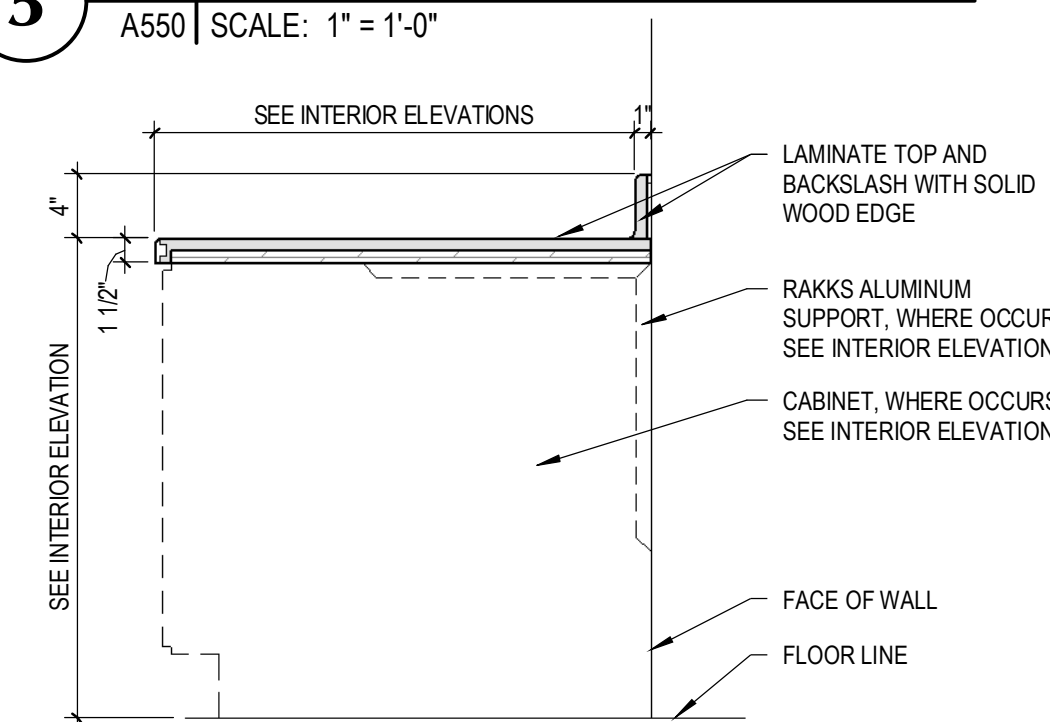 5
A550 SCALE: 1" = 1'-0"
SEE INTERIOR ELEVATIONS
1"
4"
1 1/2"
SEE INTERIOR ELEVATION
LAMINATE TOP AND
BACKSLASH WITH SOLID
WOOD EDGE
RAKKS ALUMINUM
SUPPORT, WHERE OCCUR
SEE INTERIOR ELEVATION
CABINET, WHERE OCCURS
SEE INTERIOR ELEVATION
FACE OF WALL
FLOOR LINE